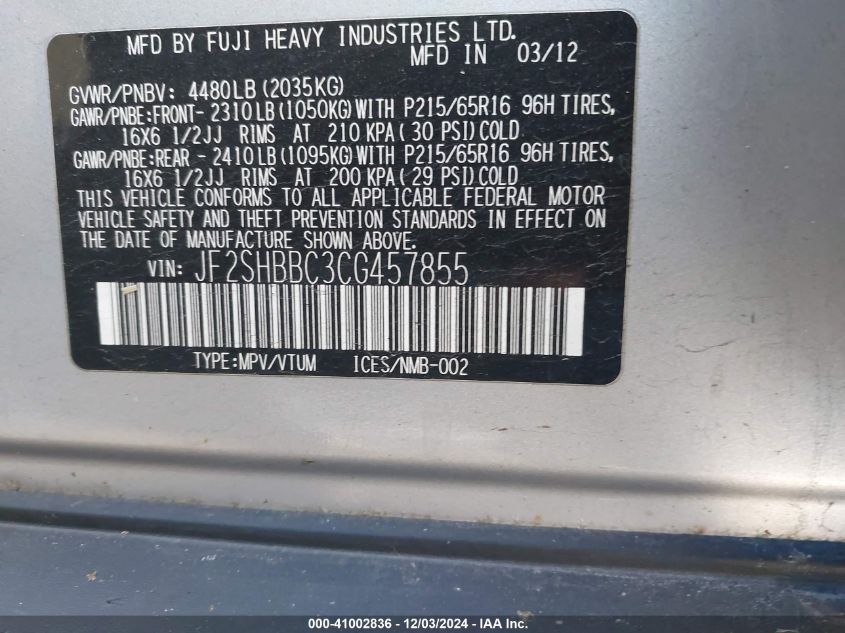 MFD BY FUJI HEAVY INDUSTRIES LTD.
MFD IN 03/12
GVWR/PNBV: 4480LB(2035KG)
GAWR/PNBE:FRONT- 2310LB(1050KG)WITH P215/65R16 96H TIRES,
16X6 1/2JJ RIMS AT 210 KPA(30 PSI)COLD
GAWR/PNBE:REAR - 2410LB(1095KG)WITH P215/65R16 96H TIRES,
16X6 1/2JJ RIMS AT 200 KPA(29 PSI)COLD
THIS VEHICLE CONFORMS TO ALL APPLICABLE FEDERAL MOTOR
VEHICLE SAFETY AND THEFT PREVENTION STANDARDS IN EFFECT ON
THE DATE OF MANUFACTURE SHOWN ABOVE.
VIN: JF2SHBBC3CG457855
TYPE:MPV/VTUM ICES/NMB-002
000-41002836 - 12/03/2024 - IAA Inc.